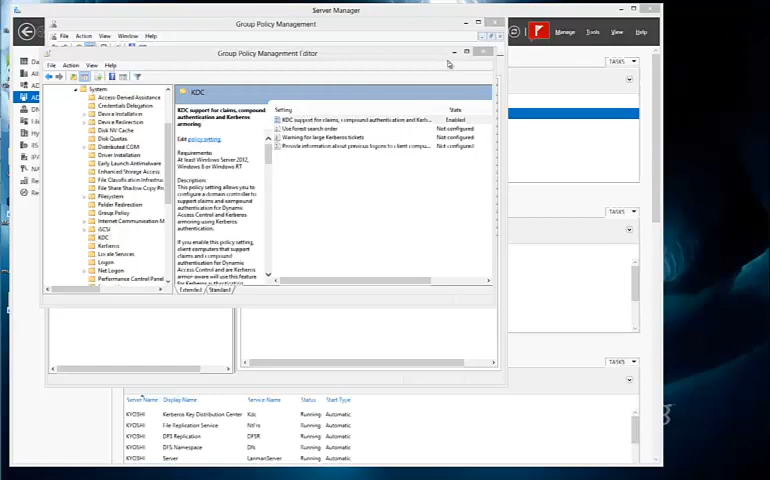 Server Manager
Group Policy Management
Manage Tools View Help
File Action View Window Help
Group Policy Management Editor
File Action View Help
TASKS
System
Access-Denied Assistance
Credentials Delegation
Device Installation
Device Redirection
Disk NV Cache
Disk Quotas
Distributed COM
Driver Installation
Early Launch Antimalware
Enhanced Storage Access
File Classification Infrastruc
File Share Shadow Copy Pr
Filesystem
Folder Redirection
Group Policy
Internet Communication M
iSCSI
KDC
Kerberos
Locale Services
Logon
Net Logon
Performance Control Panel
KDC
KDC support for claims, compound
authentication and Kerberos
armoring
Edit policy setting.
Requirements:
At least Windows Server 2012,
Windows 8 or Windows RT
Description:
This policy setting allows you to
configure a domain controller to
support claims and compound
authentication for Dynamic
Access Control and Kerberos
armoring using Kerberos
authentication.
If you enable this policy setting,
client computers that support
claims and compound
authentication for Dynamic
Access Control and are Kerberos
armor-aware will use this feature
for Kerberos authentication
Setting State
KDC support for claims, compound authentication and Kerb... Enabled
Use forest search order Not configured
Warning for large Kerberos tickets Not configured
Provide information about previous logons to client compu... Not configured
Extended Standard
TASKS
TASKS
Server Name Display Name Service Name Status Start Type
KYOSHI Kerberos Key Distribution Center Kdc Running Automatic
KYOSHI File Replication Service NtFrs Running Automatic
KYOSHI DFS Replication DFSR Running Automatic
KYOSHI DFS Namespace Dfs Running Automatic
KYOSHI Server LanmanServer Running Automatic